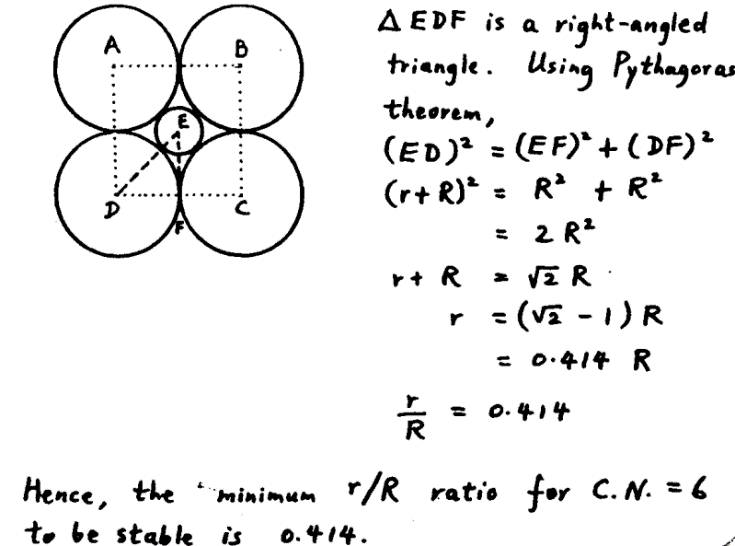 A B
E
D C
F
Δ EDF is a right-angled
triangle. Using Pythagoras
theorem,
(ED)² = (EF)² + (DF)²
(r+R)² = R² + R²
= 2R²
r + R = √2 R
r = (√2 - 1) R
= 0.414 R
r/R = 0.414
Hence, the minimum r/R ratio for C.N. = 6
to be stable is 0.414.